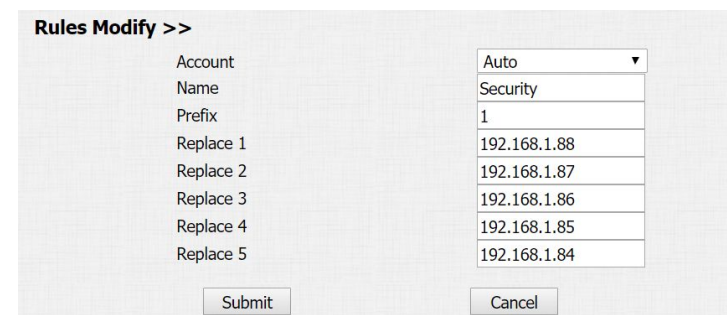 Rules Modify >>
Account Auto
Name Security
Prefix 1
Replace 1 192.168.1.88
Replace 2 192.168.1.87
Replace 3 192.168.1.86
Replace 4 192.168.1.85
Replace 5 192.168.1.84
Submit Cancel